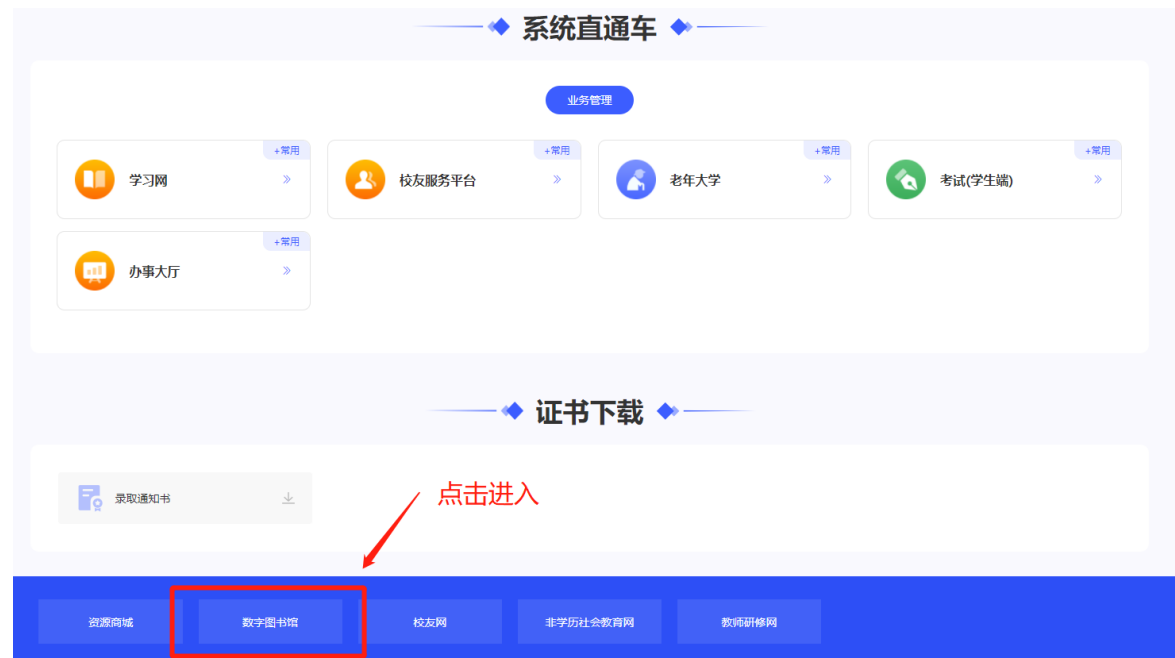 系统直通车
业务管理
+常用
学习网
+常用
校友服务平台
+常用
老年大学
+常用
考试(学生端)
+常用
办事大厅
证书下载
录取通知书
点击进入
资源商城
数字图书馆
校友网
非学历社会教育网
教师研修网